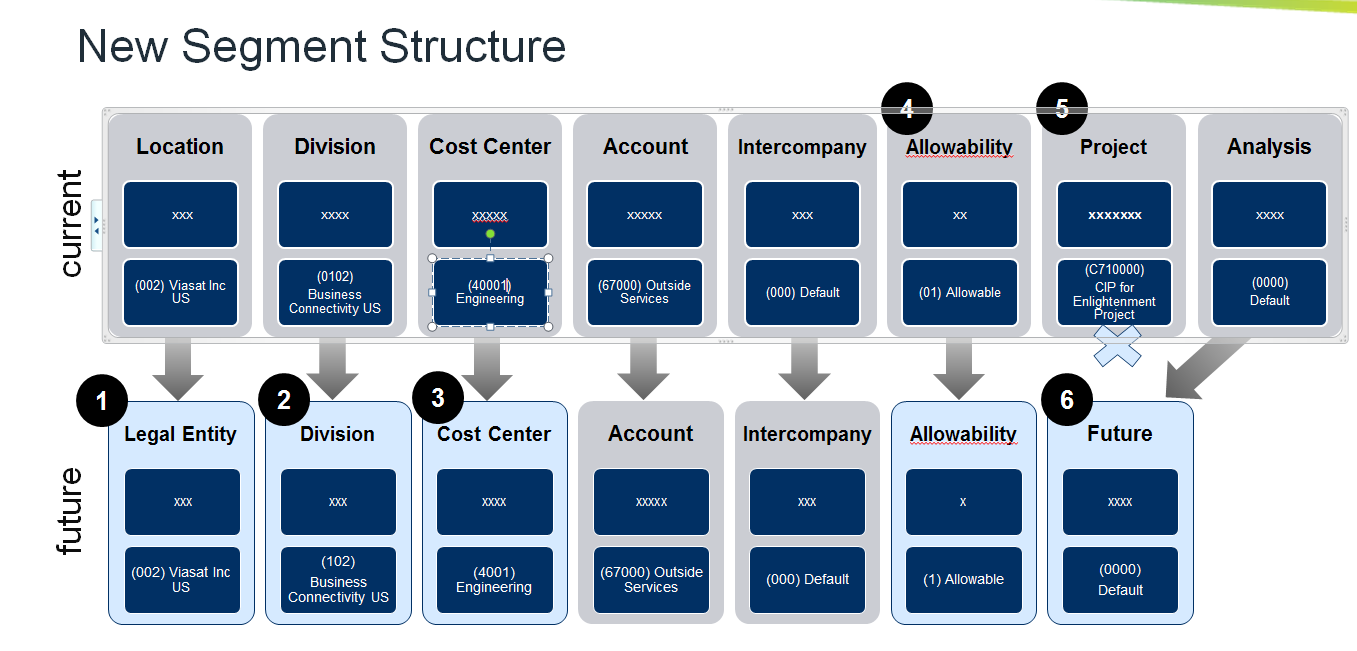 New Segment Structure
4
5
current
Location
Division
Cost Center
Account
Intercompany
Allowability
Project
Analysis
xxx
xxxx
xxxxx
xxxxx
xxx
xx
xxxxxxx
xxxx
(002) Viasat Inc
US
(0102)
Business
Connectivity US
(40001)
Engineering
(67000) Outside
Services
(000) Default
(01) Allowable
(C710000)
CIP for
Enlightenment
Project
(0000)
Default
1
2
3
6
future
Legal Entity
Division
Cost Center
Account
Intercompany
Allowability
Future
xxx
xxx
xxxx
xxxxx
xxx
x
xxxx
(002) Viasat Inc
US
(102)
Business
Connectivity US
(4001)
Engineering
(67000) Outside
Services
(000) Default
(1) Allowable
(0000)
Default